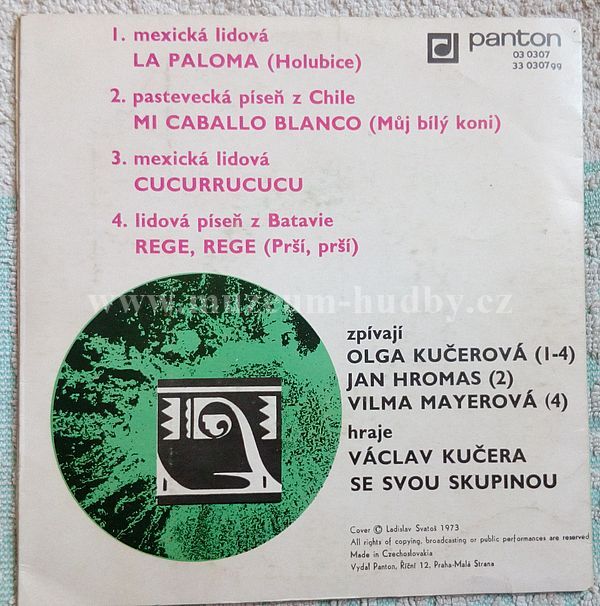 1. mexická lidová
LA PALOMA (Holubice)
panton
03 0307
33 0307 gg
2. pastevecká píseň z Chile
MI CABALLO BLANCO (Můj bílý koni)
3. mexická lidová
CUCURRUCUCU
4. lidová píseň z Batavie
REGE, REGE (Prší, prší)
www.muzeum-hudby.cz
zpívají
OLGA KUČEROVÁ (1-4)
JAN HROMAS (2)
VILMA MAYEROVÁ (4)
hraje
VÁCLAV KUČERA
SE SVOU SKUPINOU
Cover © Ladislav Svatoš 1973
All rights of copying, broadcasting or public performances are reserved
Made in Czechoslovakia
Vydal Panton, Říční 12, Praha-Malá Strana